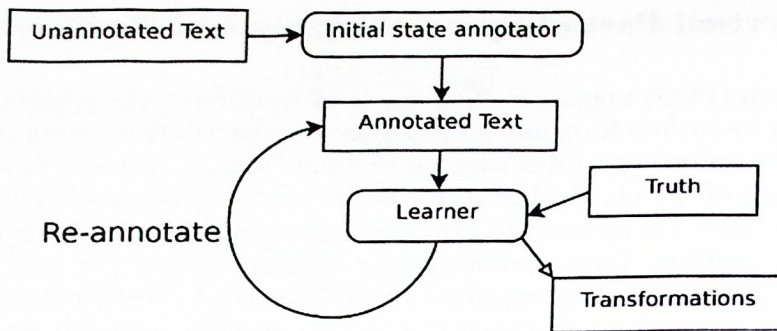 Unannotated Text
Initial state annotator
Annotated Text
Truth
Learner
Re-annotate
Transformations